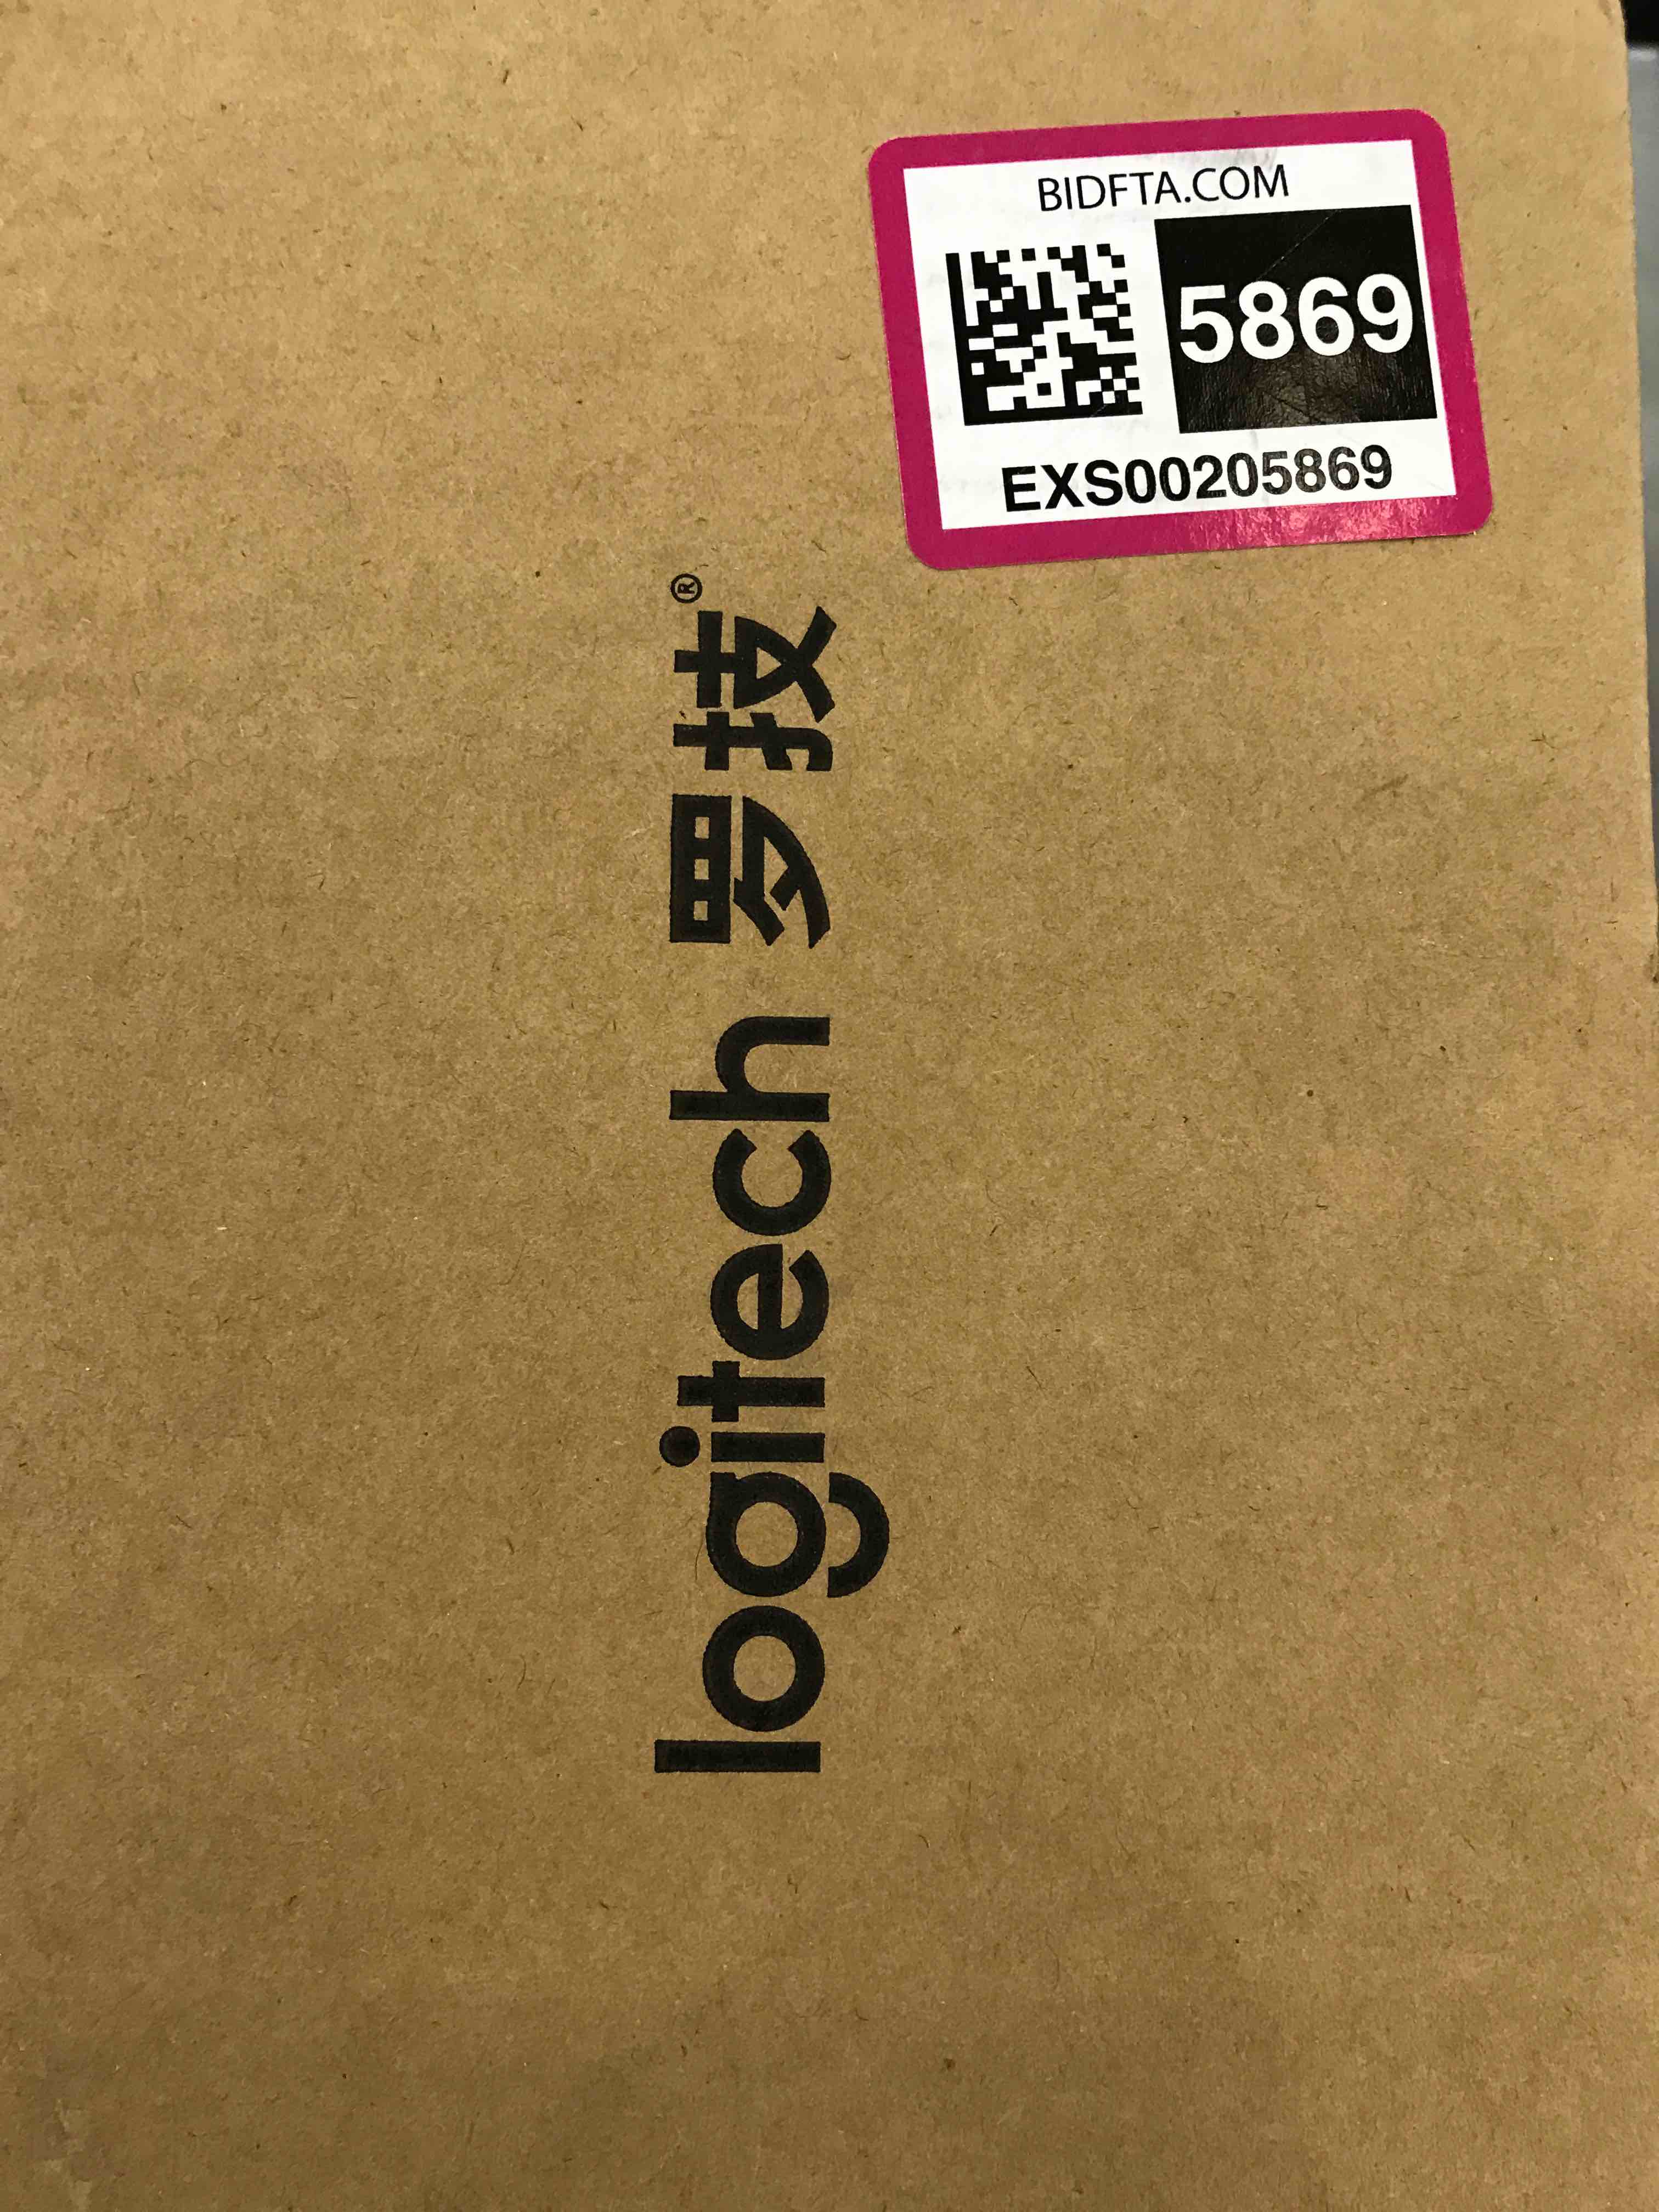 BIDFTA.COM
5869
EXS00205869
logitech 罗技®